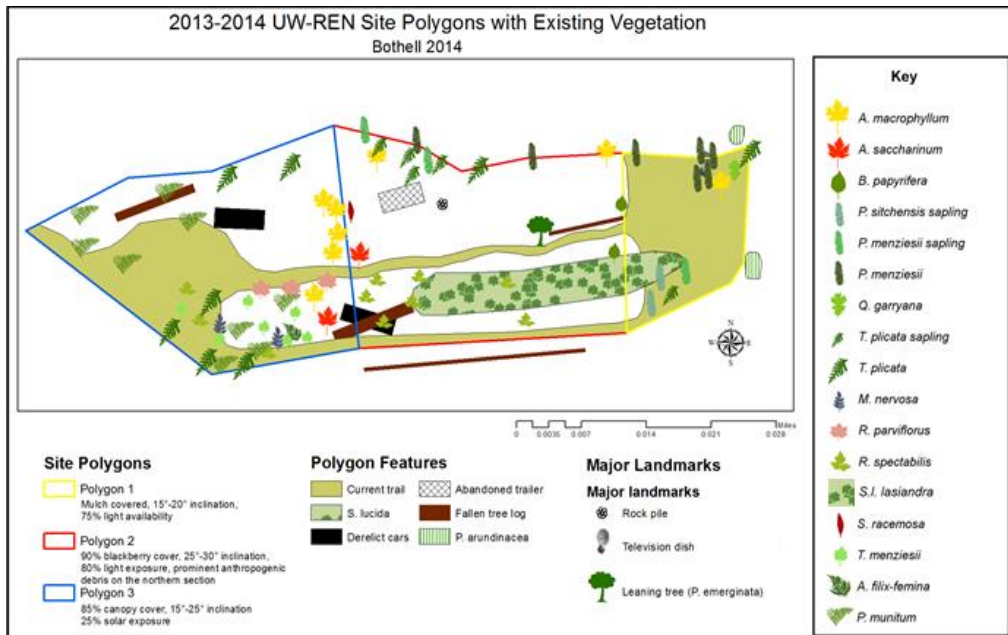 2013-2014 UW-REN Site Polygons with Existing Vegetation
Bothell 2014
N
W E
S
Miles
0 0.0035 0.007 0.014 0.021 0.028
Key
A. macrophyllum
A. saccharinum
B. papyrifera
P. sitchensis sapling
P. menziesii sapling
P. menziesii
Q. garryana
T. plicata sapling
T. plicata
M. nervosa
R. parviflorus
R. spectabilis
S.l. lasiandra
S. racemosa
T. menziesii
A. filix-femina
P. munitum
Site Polygons
Polygon 1
Mulch covered, 15°-20° inclination,
75% light availability
Polygon 2
90% blackberry cover, 25°-30° inclination,
80% light exposure, prominent anthropogenic
debris on the northern section
Polygon 3
85% canopy cover, 15°-25° inclination
25% solar exposure
Polygon Features
Current trail
S. lucida
Derelict cars
Abandoned trailer
Fallen tree log
P. arundinacea
Major Landmarks
Major landmarks
Rock pile
Television dish
Leaning tree (P. emerginata)